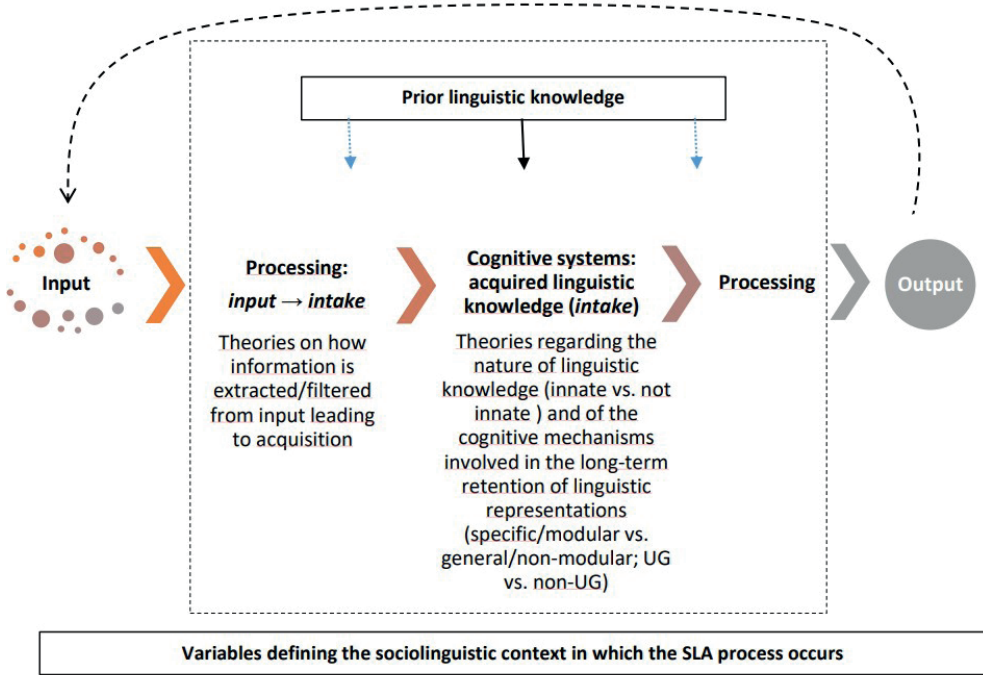 Prior linguistic knowledge
Input
Processing:
input → intake
Theories on how
information is
extracted/filtered
from input leading
to acquisition
Cognitive systems:
acquired linguistic
knowledge (intake)
Theories regarding the
nature of linguistic
knowledge (innate vs. not
innate ) and of the
cognitive mechanisms
involved in the long-term
retention of linguistic
representations
(specific/modular vs.
general/non-modular; UG
vs. non-UG)
Processing
Output
Variables defining the sociolinguistic context in which the SLA process occurs